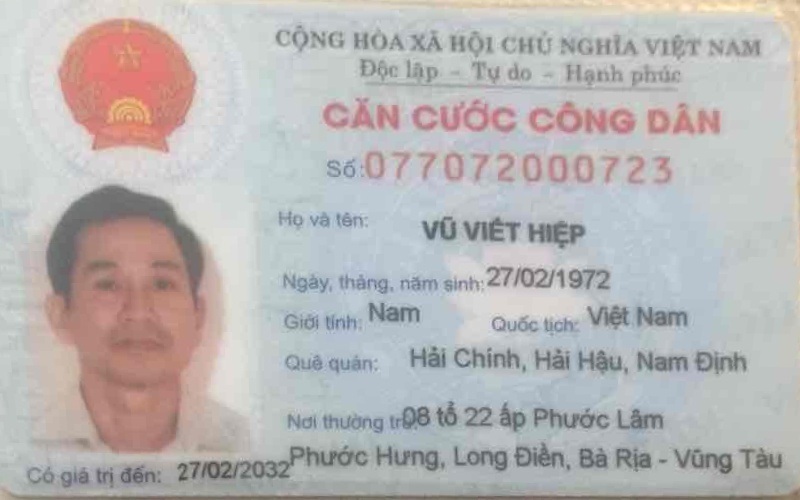 CỘNG HÒA XÃ HỘI CHỦ NGHĨA VIỆT NAM
Độc lập - Tự do - Hạnh phúc
CĂN CƯỚC CÔNG DÂN
Số: 077072000723
Họ và tên: VŨ VIẾT HIỆP
Ngày, tháng, năm sinh: 27/02/1972
Giới tính: Nam Quốc tịch: Việt Nam
Quê quán: Hải Chính, Hải Hậu, Nam Định
Nơi thường trú: 08 tổ 22 ấp Phước Lâm
Phước Hưng, Long Điền, Bà Rịa - Vũng Tàu
Có giá trị đến: 27/02/2032